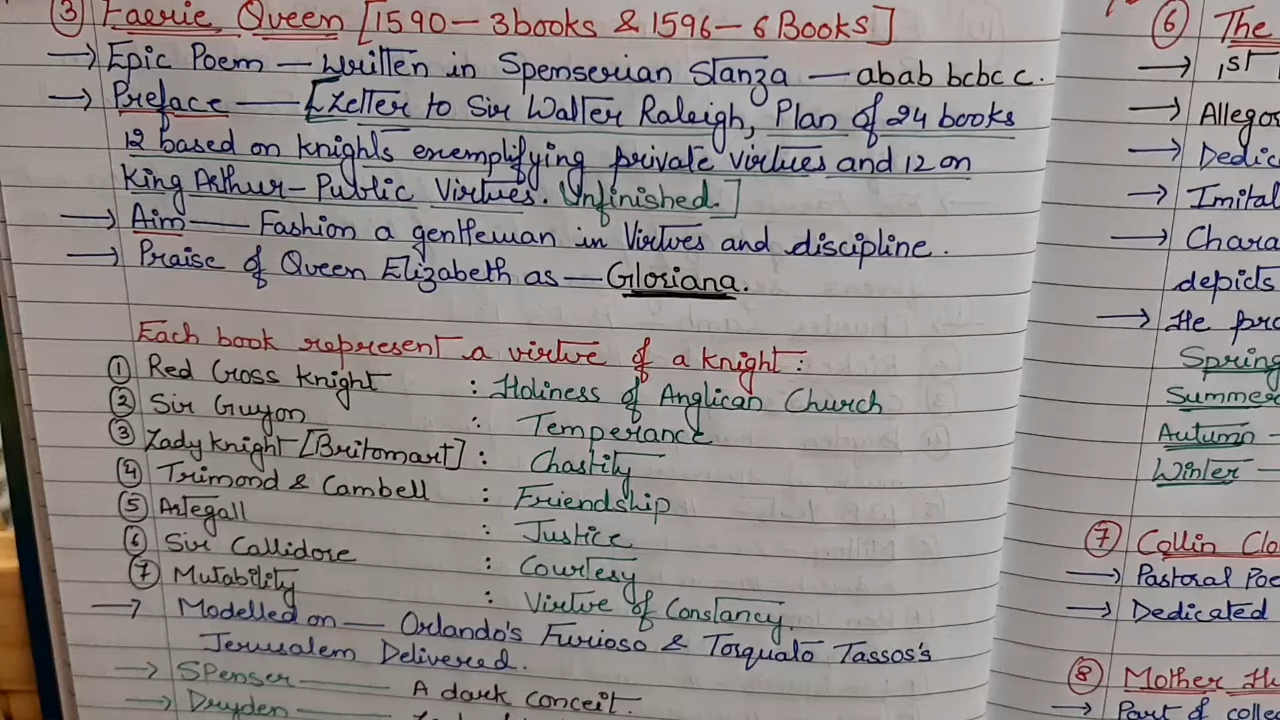 ③ Faerie Queen [1590-3books & 1596-6 Books]
→ Epic Poem — written in Spenserian Stanza — abab bcbc c.
→ Preface — [Letter to Sir Walter Raleigh, Plan of 24 books
12 based on knights exemplifying private virtues and 12 on
King Arthur - Public Virtues. Unfinished.]
→ Aim — Fashion a gentleman in Virtues and discipline.
→ Praise of Queen Elizabeth as — Gloriana.
Each book represent a virtue of a knight:
① Red Cross Knight : Holiness of Anglican Church
② Sir Guyon : Temperance
③ Lady Knight [Britomart] : Chastity
④ Trimond & Cambell : Friendship
⑤ Artegall : Justice
⑥ Sir Callidore : Courtesy
⑦ Mutability : Virtue of Constancy.
→ Modelled on — Orlando's Furioso & Torquato Tassos's
Jerusalem Delivered.
→ Spenser — A dark conceit.
→ Dryden —
⑥ The
→ 1st
→ Allego
→ Dedic
→ Imita
→ Chara
depicts
→ He pro
Spring
Summer
Autumn -
Winter -
⑦ Collin Clo
→ Pastoral Poe
→ Dedicated
⑧ Mother Hu
→ Part of colle